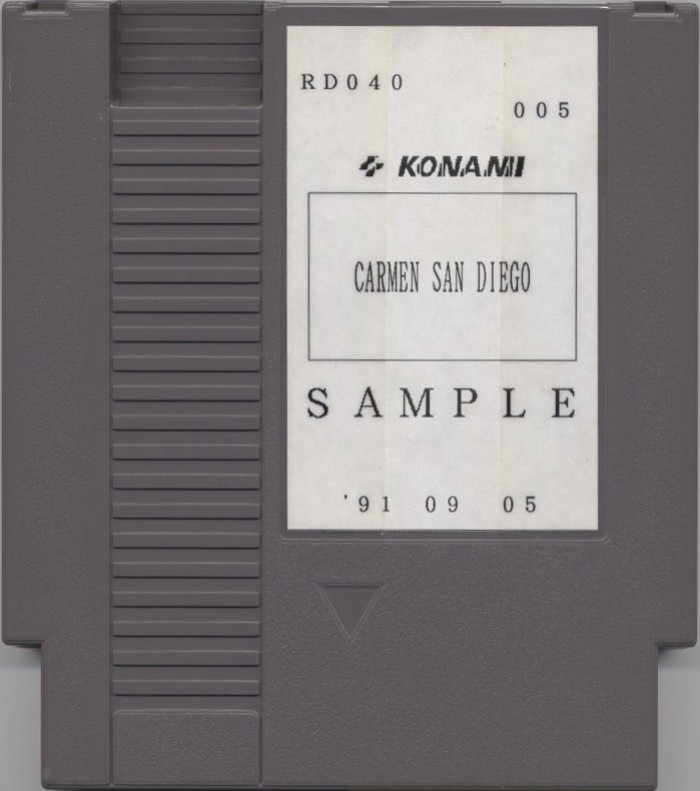 RD040
005
KONAMI
CARMEN SAN DIEGO
SAMPLE
'91 09 05